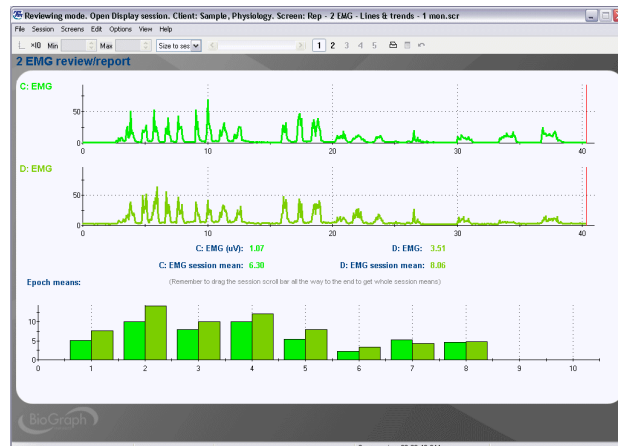 Reviewing mode. Open Display session. Client: Sample, Physiology. Screen: Rep - 2 EMG - Lines & trends - 1 mon.scr
File Session Screens Edit Options View Help
×10 Min Max Size to ses 1 2 3 4 5
2 EMG review/report
C: EMG
50
0
0 10 20 30 40
D: EMG
50
0
0 10 20 30 40
C: EMG (uV): 1.07 D: EMG: 3.51
C: EMG session mean: 6.30 D: EMG session mean: 8.06
Epoch means: (Remember to drag the session scroll bar all the way to the end to get whole session means)
10
5
0
0 1 2 3 4 5 6 7 8 9 10
BioGraph